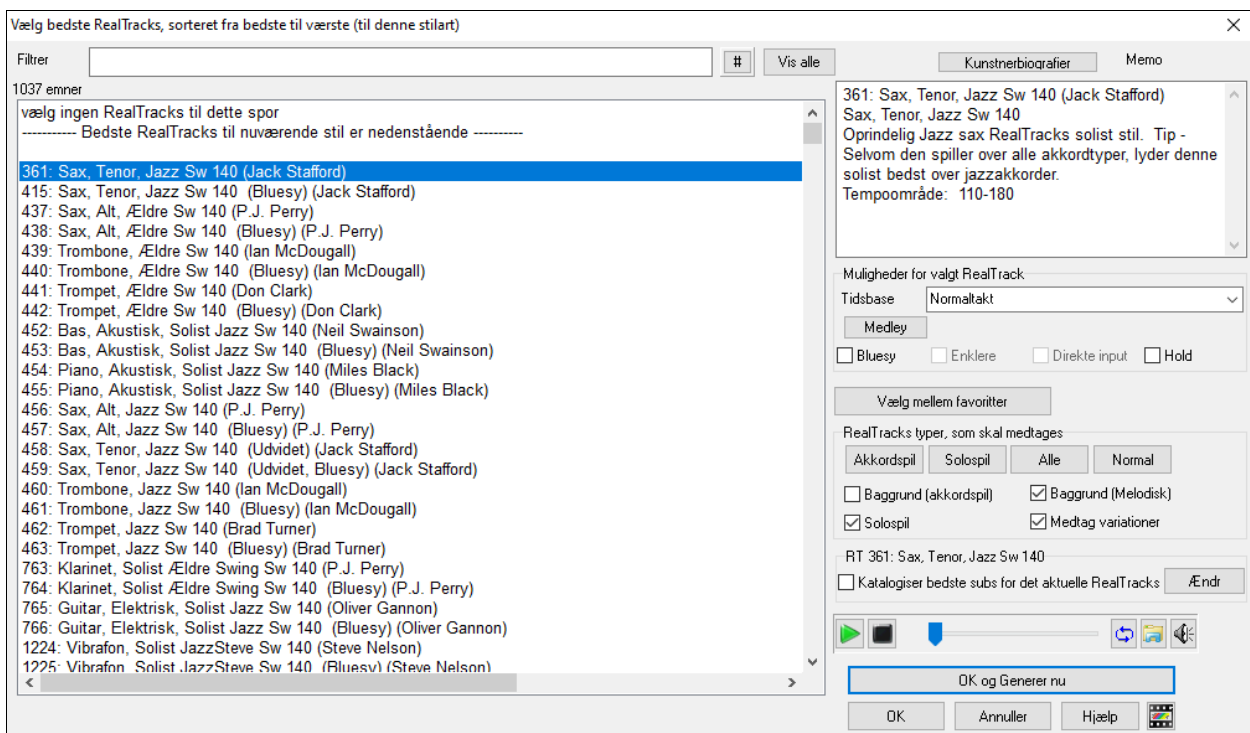 Vælg bedste RealTracks, sorteret fra bedste til værste (til denne stilart)
Filtrer
#
Vis alle
Kunstnerbiografier
Memo
1037 emner
vælg ingen RealTracks til dette spor
----------- Bedste RealTracks til nuværende stil er nedenstående ----------
361: Sax, Tenor, Jazz Sw 140 (Jack Stafford)
415: Sax, Tenor, Jazz Sw 140 (Bluesy) (Jack Stafford)
437: Sax, Alt, Ældre Sw 140 (P.J. Perry)
438: Sax, Alt, Ældre Sw 140 (Bluesy) (P.J. Perry)
439: Trombone, Ældre Sw 140 (Ian McDougall)
440: Trombone, Ældre Sw 140 (Bluesy) (Ian McDougall)
441: Trompet, Ældre Sw 140 (Don Clark)
442: Trompet, Ældre Sw 140 (Bluesy) (Don Clark)
452: Bas, Akustisk, Solist Jazz Sw 140 (Neil Swainson)
453: Bas, Akustisk, Solist Jazz Sw 140 (Bluesy) (Neil Swainson)
454: Piano, Akustisk, Solist Jazz Sw 140 (Miles Black)
455: Piano, Akustisk, Solist Jazz Sw 140 (Bluesy) (Miles Black)
456: Sax, Alt, Jazz Sw 140 (P.J. Perry)
457: Sax, Alt, Jazz Sw 140 (Bluesy) (P.J. Perry)
458: Sax, Tenor, Jazz Sw 140 (Udvidet) (Jack Stafford)
459: Sax, Tenor, Jazz Sw 140 (Udvidet, Bluesy) (Jack Stafford)
460: Trombone, Jazz Sw 140 (Ian McDougall)
461: Trombone, Jazz Sw 140 (Bluesy) (Ian McDougall)
462: Trompet, Jazz Sw 140 (Brad Turner)
463: Trompet, Jazz Sw 140 (Bluesy) (Brad Turner)
763: Klarinet, Solist Ældre Swing Sw 140 (P.J. Perry)
764: Klarinet, Solist Ældre Swing Sw 140 (Bluesy) (P.J. Perry)
765: Guitar, Elektrisk, Solist Jazz Sw 140 (Oliver Gannon)
766: Guitar, Elektrisk, Solist Jazz Sw 140 (Bluesy) (Oliver Gannon)
1224: Vibrafon, Solist JazzSteve Sw 140 (Steve Nelson)
1225: Vibrafon, Solist JazzSteve Sw 140 (Bluesy) (Steve Nelson)
361: Sax, Tenor, Jazz Sw 140 (Jack Stafford)
Sax, Tenor, Jazz Sw 140
Oprindelig Jazz sax RealTracks solist stil. Tip -
Selvom den spiller over alle akkordtyper, lyder denne
solist bedst over jazzakkorder.
Tempoområde: 110-180
Muligheder for valgt RealTrack
Tidsbase
Normaltakt
Medley
Bluesy
Enklere
Direkte input
Hold
Vælg mellem favoritter
RealTracks typer, som skal medtages
Akkordspil
Solospil
Alle
Normal
Baggrund (akkordspil)
Baggrund (Melodisk)
Solospil
Medtag variationer
RT 361: Sax, Tenor, Jazz Sw 140
Katalogiser bedste subs for det aktuelle RealTracks
Ændr
OK og Generer nu
OK
Annuller
Hjælp